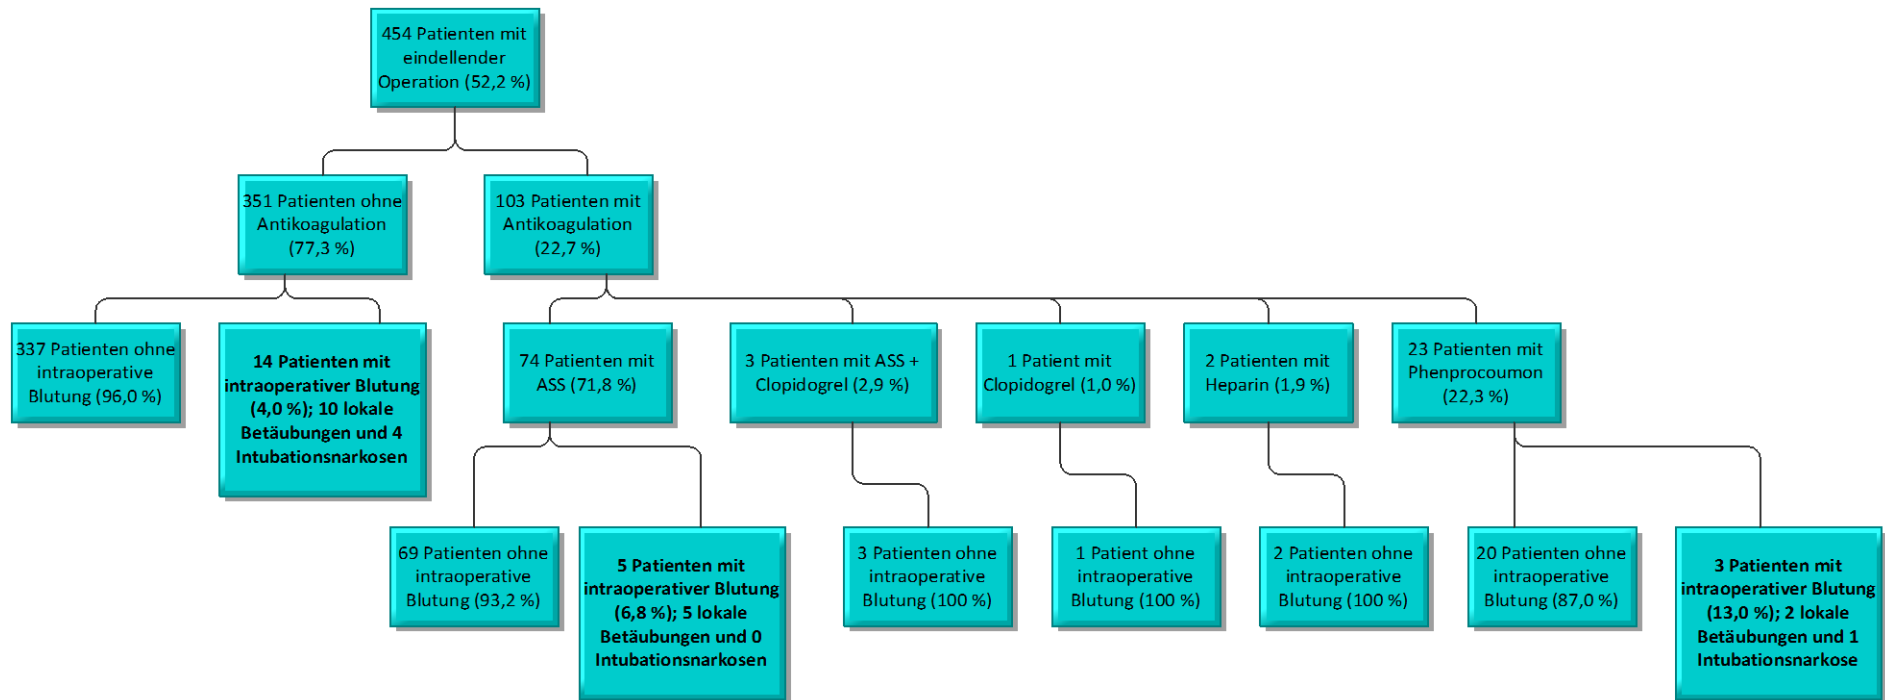 454 Patienten mit
eindellender
Operation (52,2 %)
351 Patienten ohne
Antikoagulation
(77,3 %)
103 Patienten mit
Antikoagulation
(22,7 %)
337 Patienten ohne
intraoperative
Blutung (96,0 %)
14 Patienten mit
intraoperativer Blutung
(4,0 %); 10 lokale
Betäubungen und 4
Intubationsnarkosen
74 Patienten mit
ASS (71,8 %)
3 Patienten mit ASS +
Clopidogrel (2,9 %)
1 Patient mit
Clopidogrel (1,0 %)
2 Patienten mit
Heparin (1,9 %)
23 Patienten mit
Phenprocoumon
(22,3 %)
69 Patienten ohne
intraoperative
Blutung (93,2 %)
5 Patienten mit
intraoperativer Blutung
(6,8 %); 5 lokale
Betäubungen und 0
Intubationsnarkosen
3 Patienten ohne
intraoperative
Blutung (100 %)
1 Patient ohne
intraoperative
Blutung (100 %)
2 Patienten ohne
intraoperative
Blutung (100 %)
20 Patienten ohne
intraoperative
Blutung (87,0 %)
3 Patienten mit
intraoperativer Blutung
(13,0 %); 2 lokale
Betäubungen und 1
Intubationsnarkose